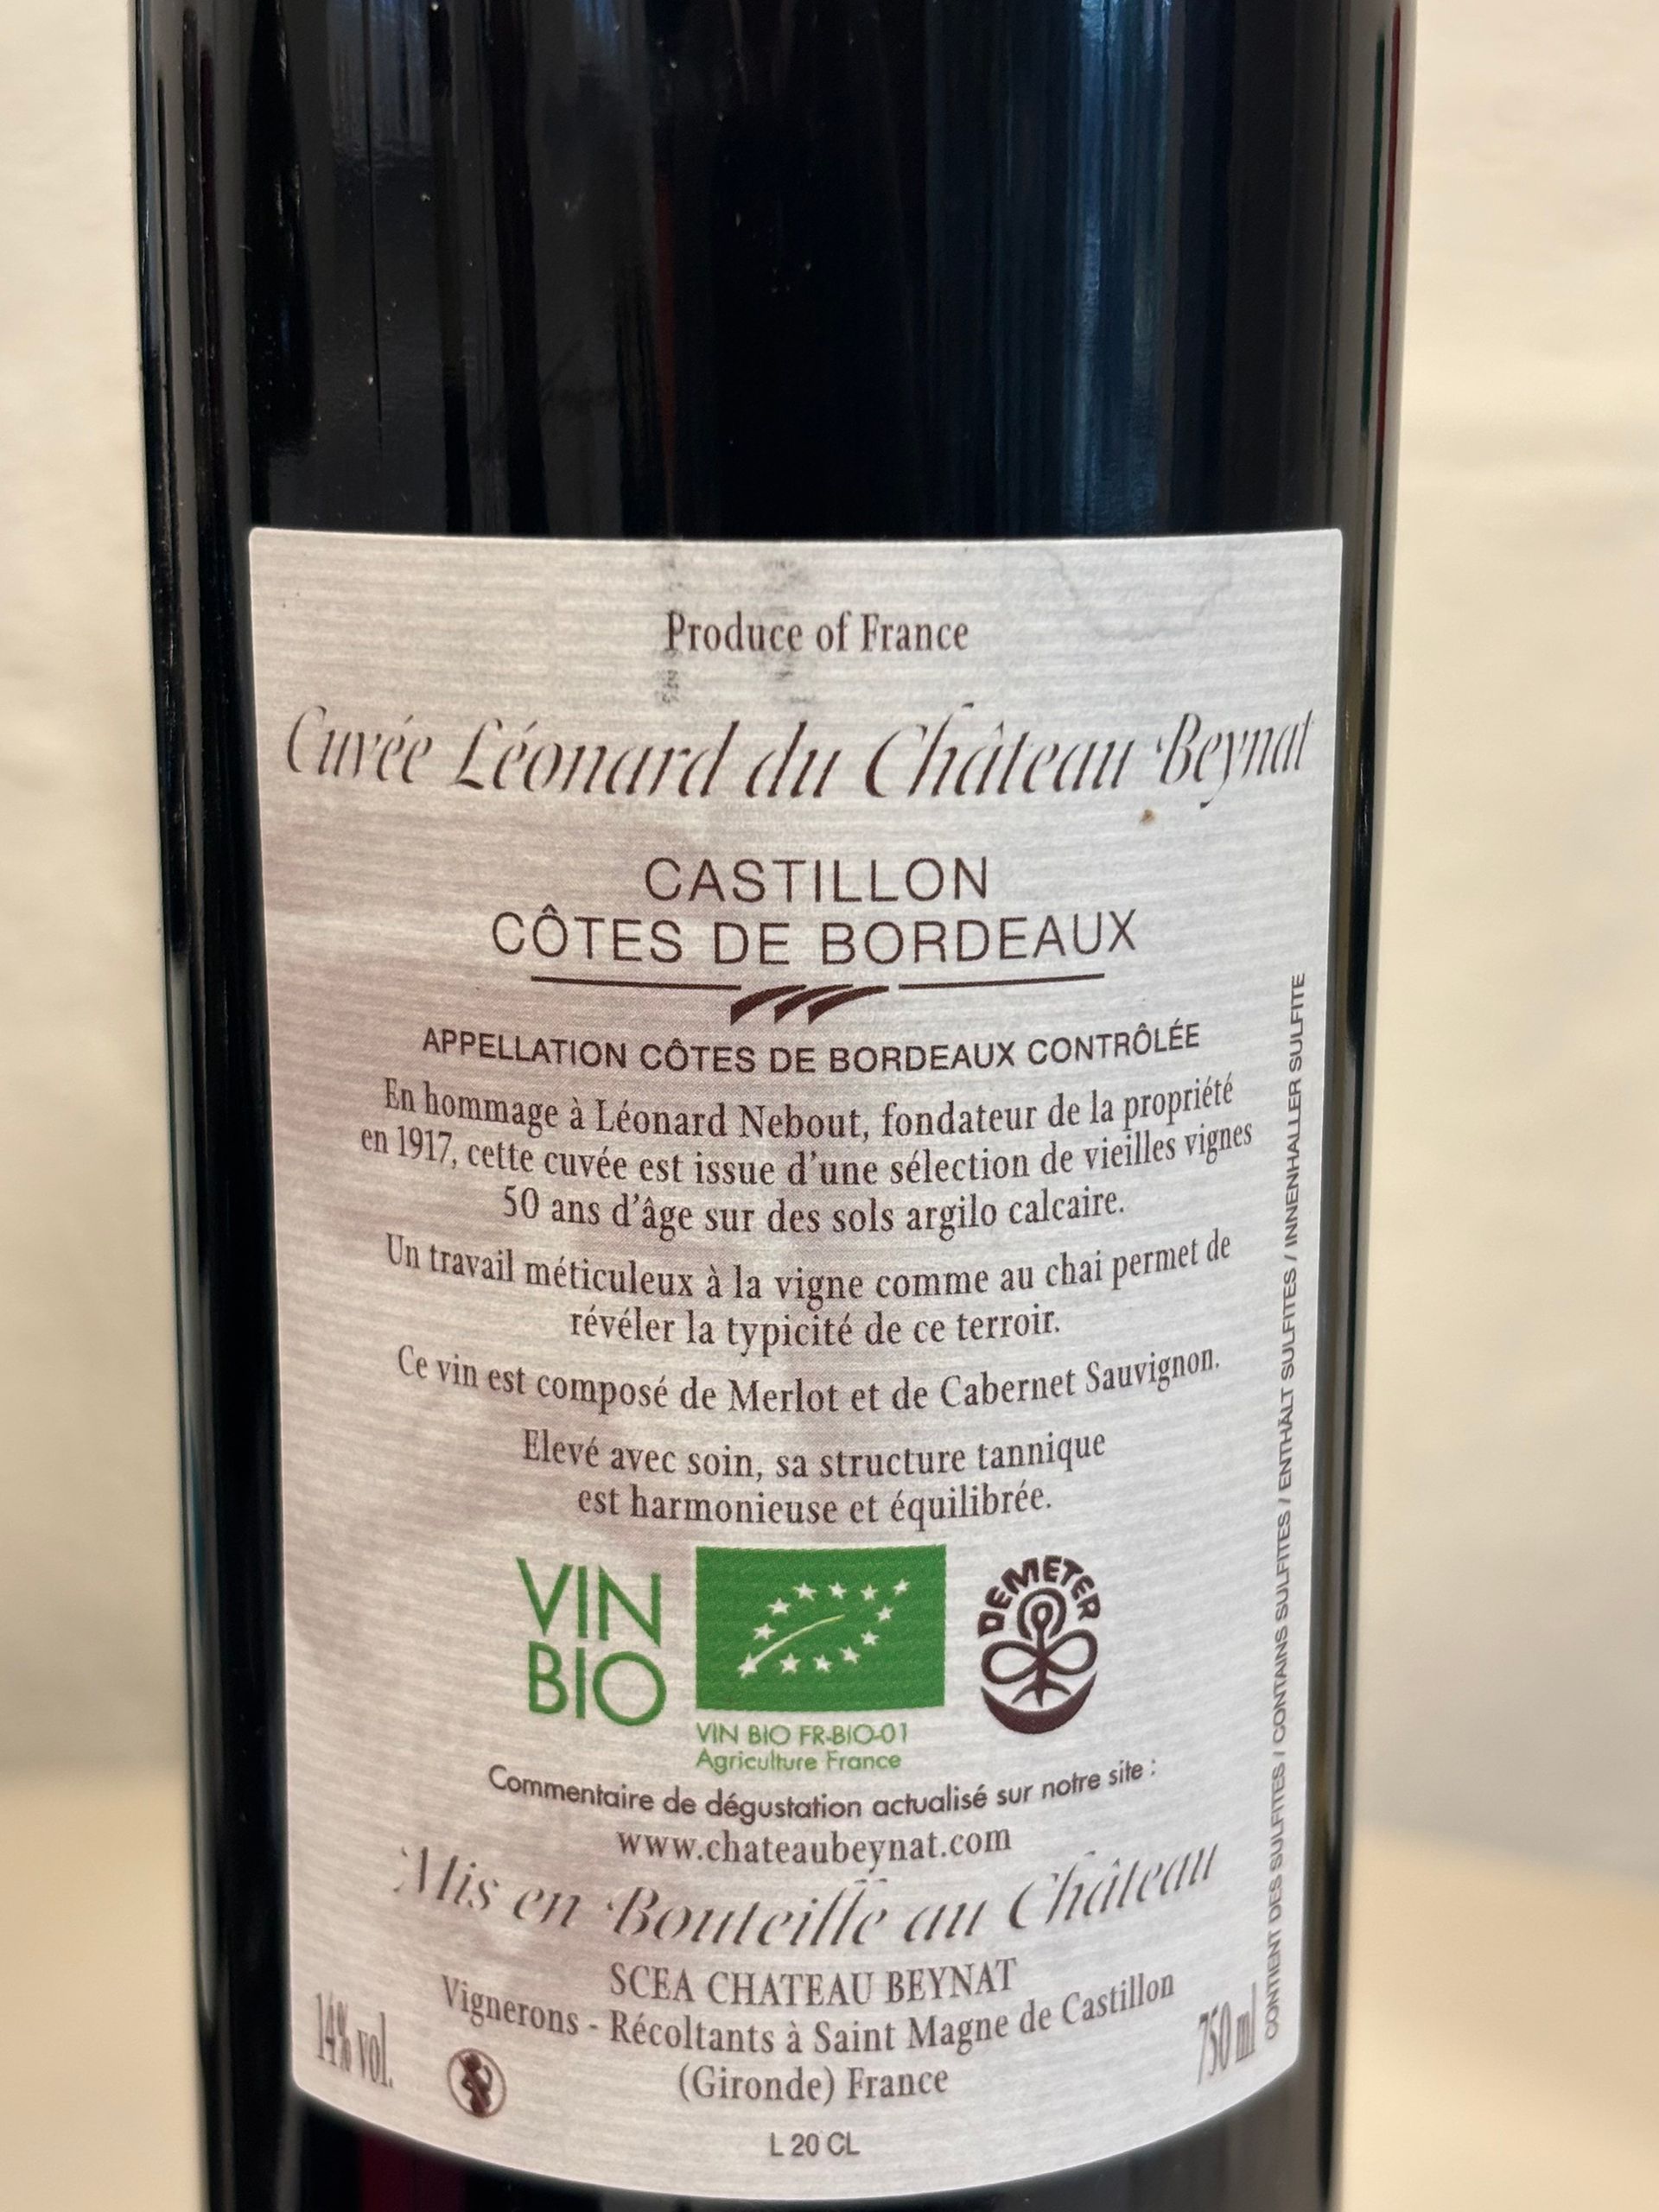 Produce of France
Cuvée Léonard du Château Beynat
CASTILLON
CÔTES DE BORDEAUX
APPELLATION CÔTES DE BORDEAUX CONTRÔLÉE
En hommage à Léonard Nebout, fondateur de la propriété
en 1917, cette cuvée est issue d'une sélection de vieilles vignes
50 ans d'âge sur des sols argilo calcaire.
Un travail méticuleux à la vigne comme au chai permet de
révéler la typicité de ce terroir.
Ce vin est composé de Merlot et de Cabernet Sauvignon.
Elevé avec soin, sa structure tannique
est harmonieuse et équilibrée.
VIN
BIO
VIN BIO FR-BIO-01
Agriculture France
DEMETER
Commentaire de dégustation actualisé sur notre site :
www.chateaubeynat.com
Mis en Bouteille au Château
SCEA CHATEAU BEYNAT
Vignerons - Récoltants à Saint Magne de Castillon
(Gironde) France
14% vol.
750 ml
L 20 CL
CONTIENT DES SULFITES / CONTAINS SULFITES / ENTHÄLT SULFITES / INNENHALLER SULFITE